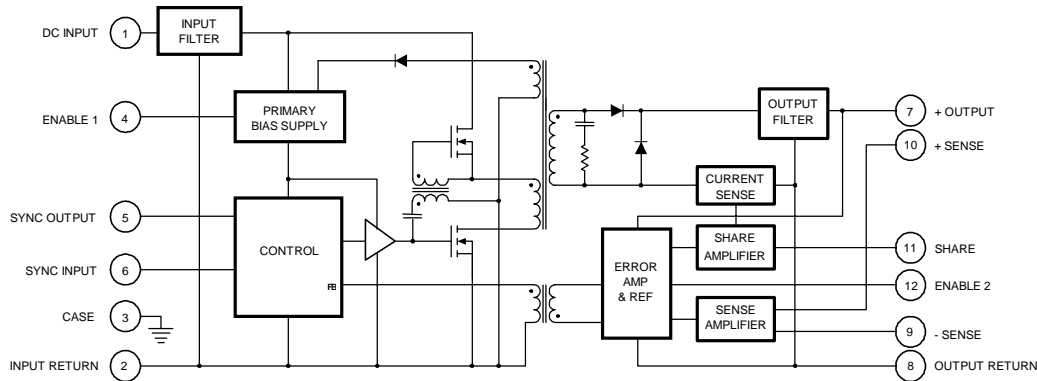 DC INPUT
1
INPUT
FILTER
ENABLE 1
4
PRIMARY
BIAS SUPPLY
SYNC OUTPUT
5
CONTROL
FB
SYNC INPUT
6
CASE
3
INPUT RETURN
2
OUTPUT
FILTER
7
+ OUTPUT
10
+ SENSE
CURRENT
SENSE
SHARE
AMPLIFIER
11
SHARE
ERROR
AMP
& REF
12
ENABLE 2
SENSE
AMPLIFIER
9
- SENSE
8
OUTPUT RETURN